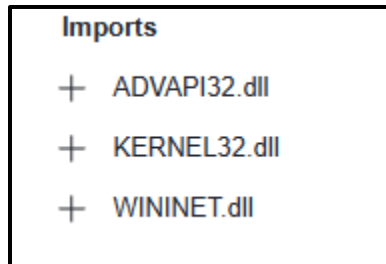 Imports
+ ADVAPI32.dll
+ KERNEL32.dll
+ WININET.dll